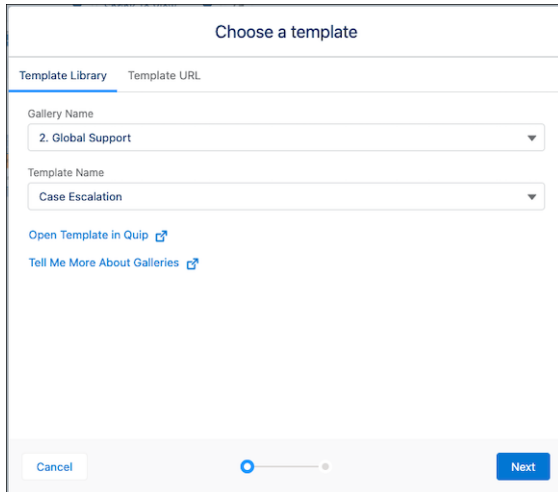 Choose a template
Template Library Template URL
Gallery Name
2. Global Support
Template Name
Case Escalation
Open Template in Quip
Tell Me More About Galleries
Cancel Next